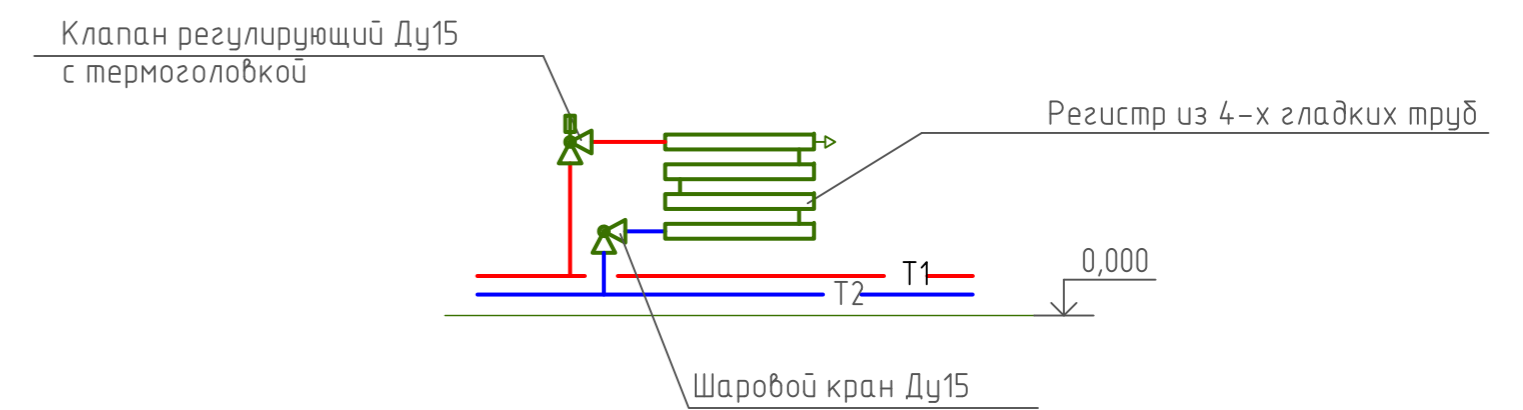 Клапан регулирующий Ду15
с термоголовкой
Регистр из 4-х гладких труб
Т1
0,000
Т2
Шаровой кран Ду15